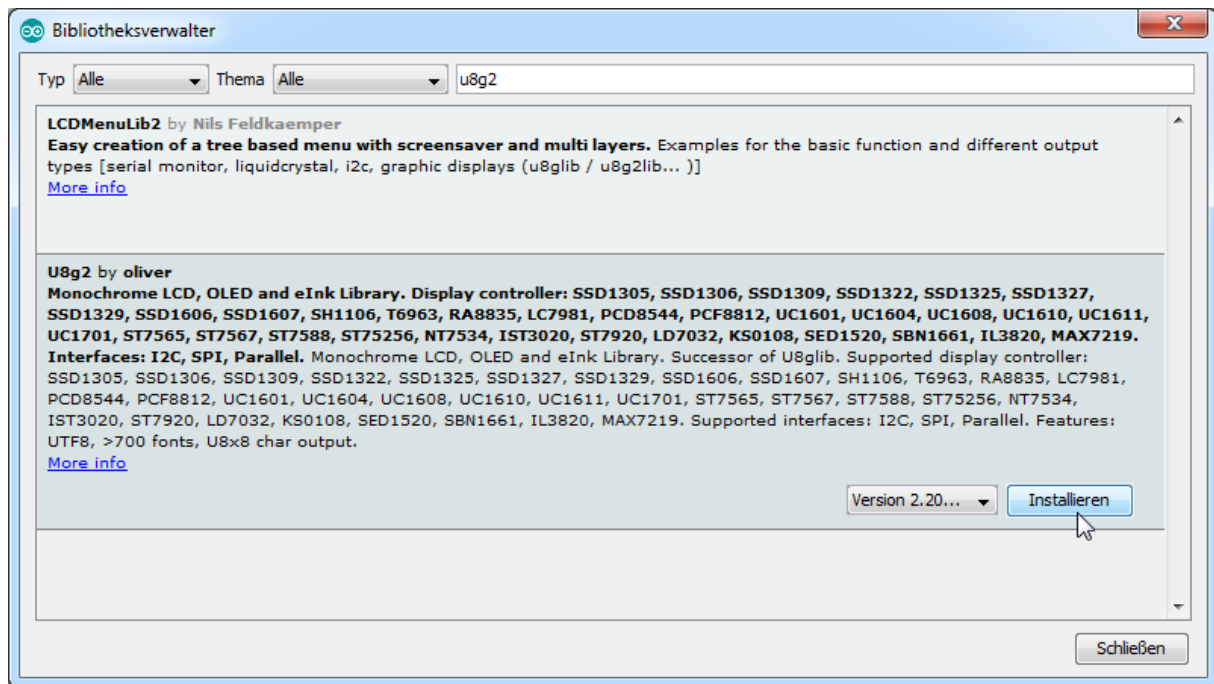 Bibliotheksverwalter
Typ Alle Thema Alle u8g2
LCDMenuLib2 by Nils Feldkaemper
Easy creation of a tree based menu with screensaver and multi layers. Examples for the basic function and different output
types [serial monitor, liquidcrystal, i2c, graphic displays (u8glib / u8g2lib... )]
More info
U8g2 by oliver
Monochrome LCD, OLED and eInk Library. Display controller: SSD1305, SSD1306, SSD1309, SSD1322, SSD1325, SSD1327,
SSD1329, SSD1606, SSD1607, SH1106, T6963, RA8835, LC7981, PCD8544, PCF8812, UC1601, UC1604, UC1608, UC1610, UC1611,
UC1701, ST7565, ST7567, ST7588, ST75256, NT7534, IST3020, ST7920, LD7032, KS0108, SED1520, SBN1661, IL3820, MAX7219.
Interfaces: I2C, SPI, Parallel. Monochrome LCD, OLED and eInk Library. Successor of U8glib. Supported display controller:
SSD1305, SSD1306, SSD1309, SSD1322, SSD1325, SSD1327, SSD1329, SSD1606, SSD1607, SH1106, T6963, RA8835, LC7981,
PCD8544, PCF8812, UC1601, UC1604, UC1608, UC1610, UC1611, UC1701, ST7565, ST7567, ST7588, ST75256, NT7534,
IST3020, ST7920, LD7032, KS0108, SED1520, SBN1661, IL3820, MAX7219. Supported interfaces: I2C, SPI, Parallel. Features:
UTF8, >700 fonts, U8x8 char output.
More info
Version 2.20... Installieren
Schließen